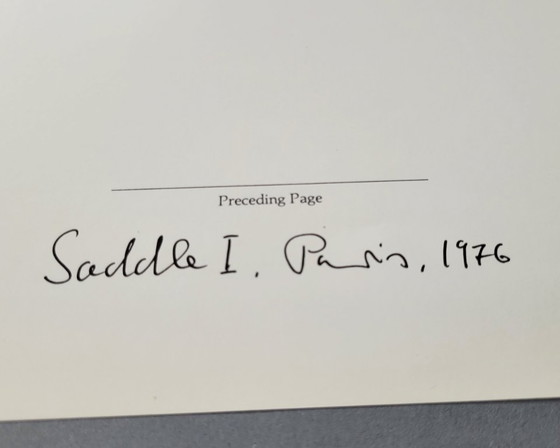 Preceding Page
Saddle I, Paris, 1976